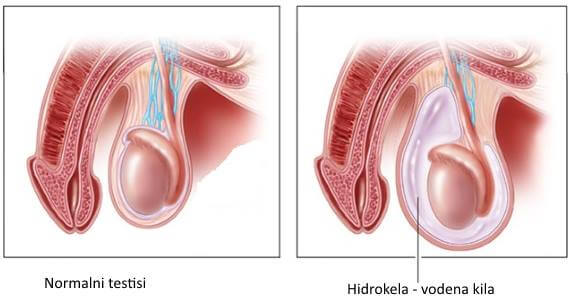 Normalni testisi
Hidrokela - vodena kila